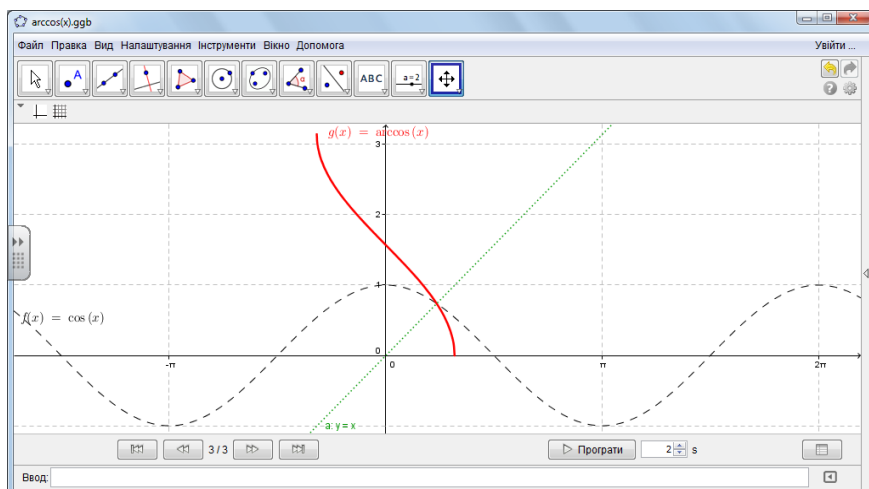 arccos(x).ggb
Файл Правка Вид Налаштування Інструменти Вікно Допомога Увійти ...
A α ABC a=2
g(x) = arccos (x)
3
2
1
f(x) = cos (x)
0
-π 0 π 2π
a: y = x
3 / 3 Програти 2 s
Ввод: